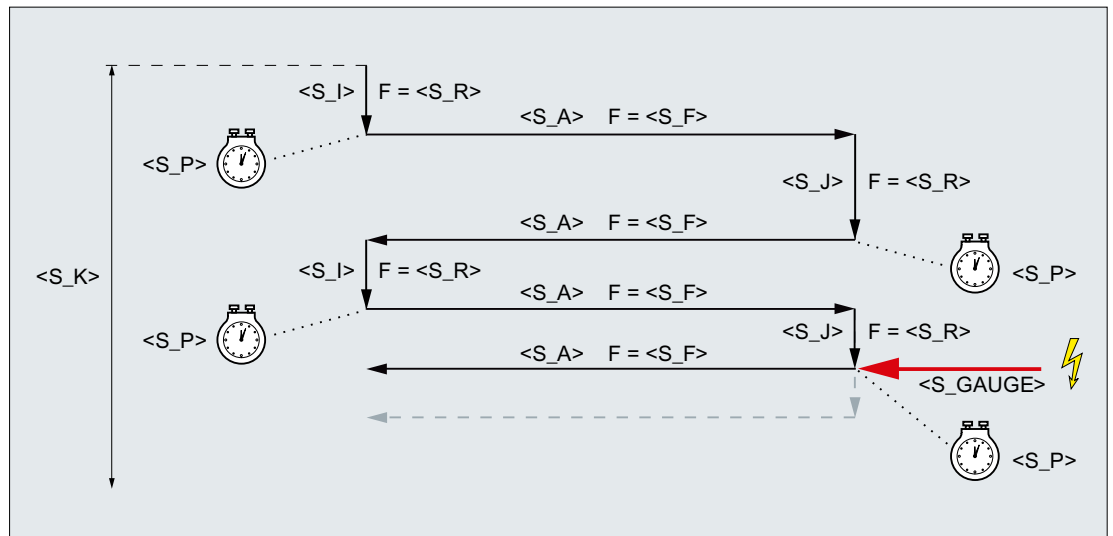 <S_I> F = <S_R>
<S_A> F = <S_F>
<S_P>
<S_J> F = <S_R>
<S_A> F = <S_F>
<S_K>
<S_I> F = <S_R>
<S_P>
<S_A> F = <S_F>
<S_P>
<S_J> F = <S_R>
<S_A> F = <S_F>
<S_GAUGE>
<S_P>